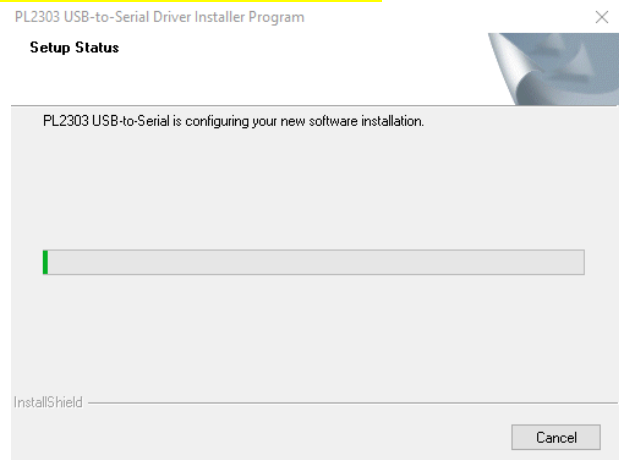 PL2303 USB-to-Serial Driver Installer Program
Setup Status
PL2303 USB-to-Serial is configuring your new software installation.
InstallShield
Cancel